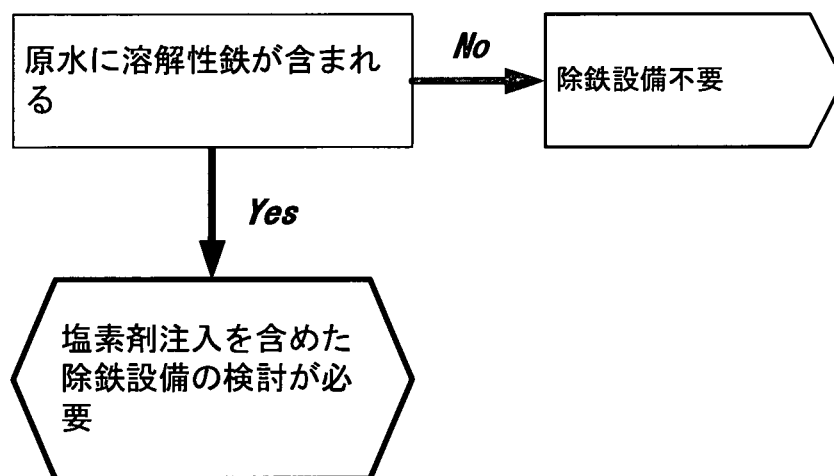 原水に溶解性鉄が含まれ
る
No
除鉄設備不要
Yes
塩素剤注入を含めた
除鉄設備の検討が必
要